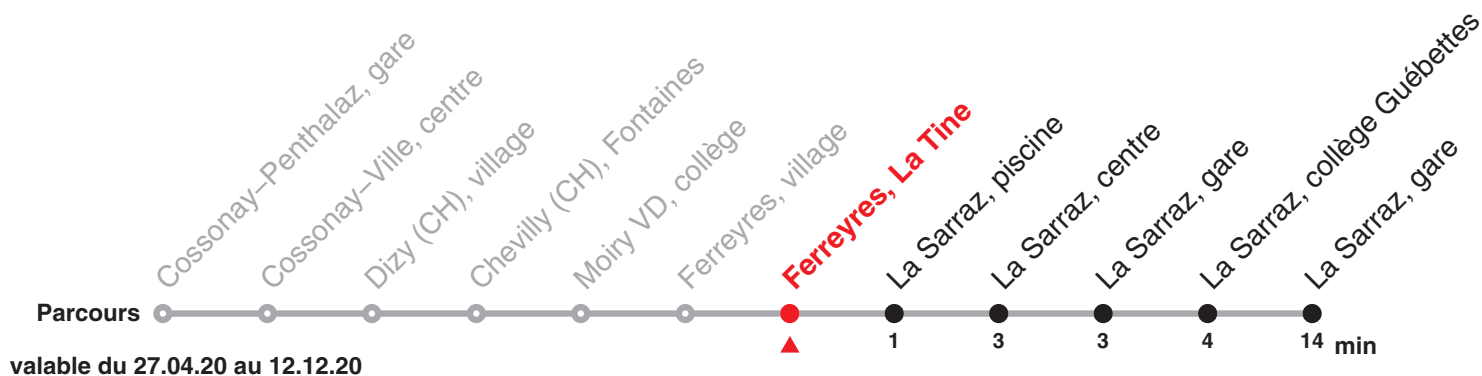 Cossonay–Penthalaz, gare
Cossonay–Ville, centre
Dizy (CH), village
Chevilly (CH), Fontaines
Moiry VD, collège
Ferreyres, village
Ferreyres, La Tine
La Sarraz, piscine
La Sarraz, centre
La Sarraz, gare
La Sarraz, collège Guébettes
La Sarraz, gare
Parcours
1 3 3 4 14 min
valable du 27.04.20 au 12.12.20